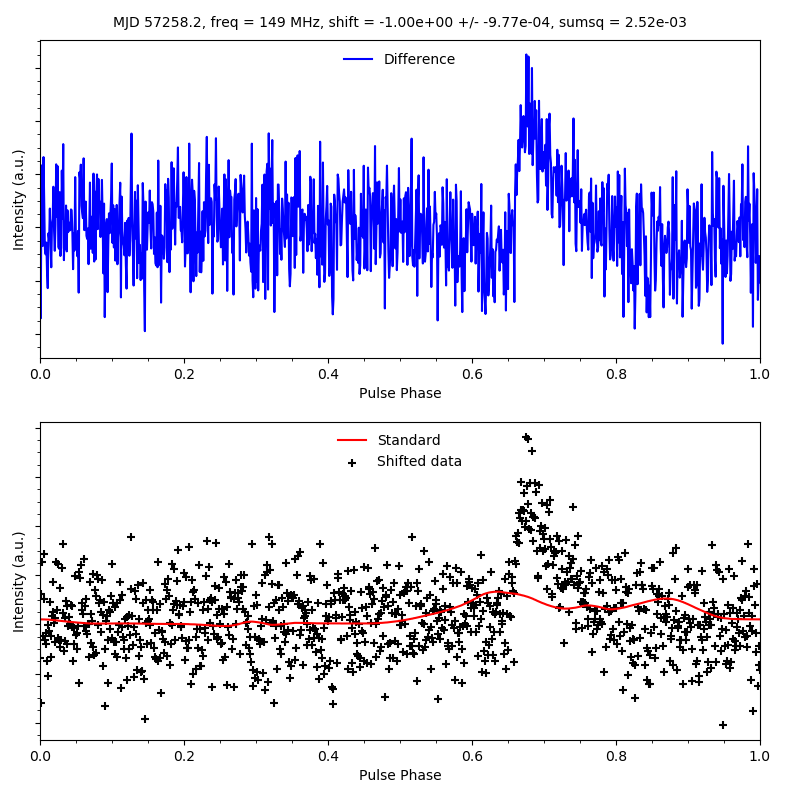 MJD 57258.2, freq = 149 MHz, shift = -1.00e+00 +/- -9.77e-04, sumsq = 2.52e-03
Difference
Intensity (a.u.)
0.0 0.2 0.4 0.6 0.8 1.0
Pulse Phase
Standard
Shifted data
Intensity (a.u.)
0.0 0.2 0.4 0.6 0.8 1.0
Pulse Phase